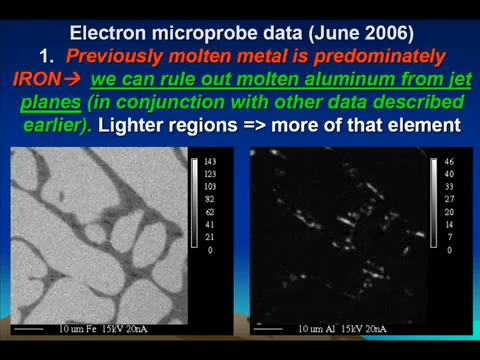 Electron microprobe data (June 2006)
1. Previously molten metal is predominately
IRON→ we can rule out molten aluminum from jet
planes (in conjunction with other data described
earlier). Lighter regions => more of that element
143
123
103
82
62
41
21
0
46
40
33
27
20
14
7
0
10 um Fe 15kV 20nA
10 um Al 15kV 20nA